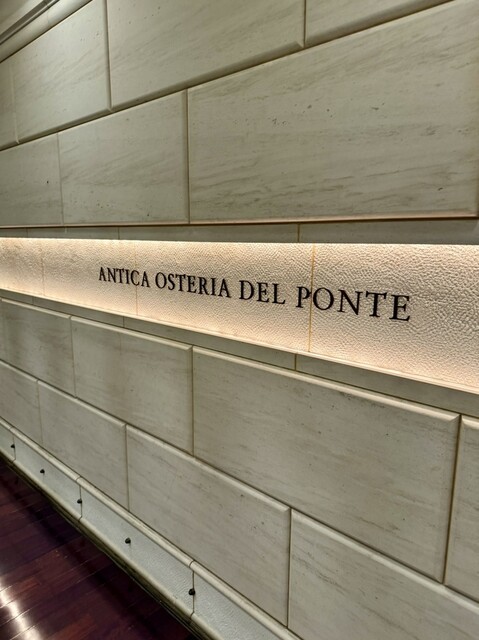 ANTICA OSTERIA DEL PONTE